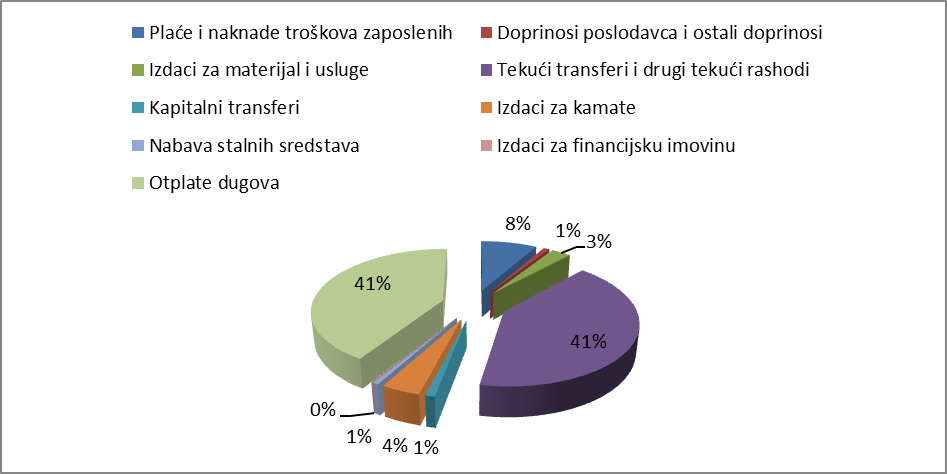 Plaće i naknade troškova zaposlenih
Doprinosi poslodavca i ostali doprinosi
Izdaci za materijal i usluge
Tekući transferi i drugi tekući rashodi
Kapitalni transferi
Izdaci za kamate
Nabava stalnih sredstava
Izdaci za financijsku imovinu
Otplate dugova
8%
1%
3%
41%
41%
0%
1%
4%
1%